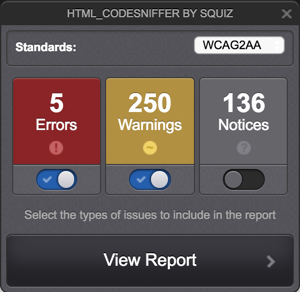 HTML_CODESNIFFER BY SQUIZ
Standards: WCAG2AA
5 250 136
Errors Warnings Notices
Select the types of issues to include in the report
View Report